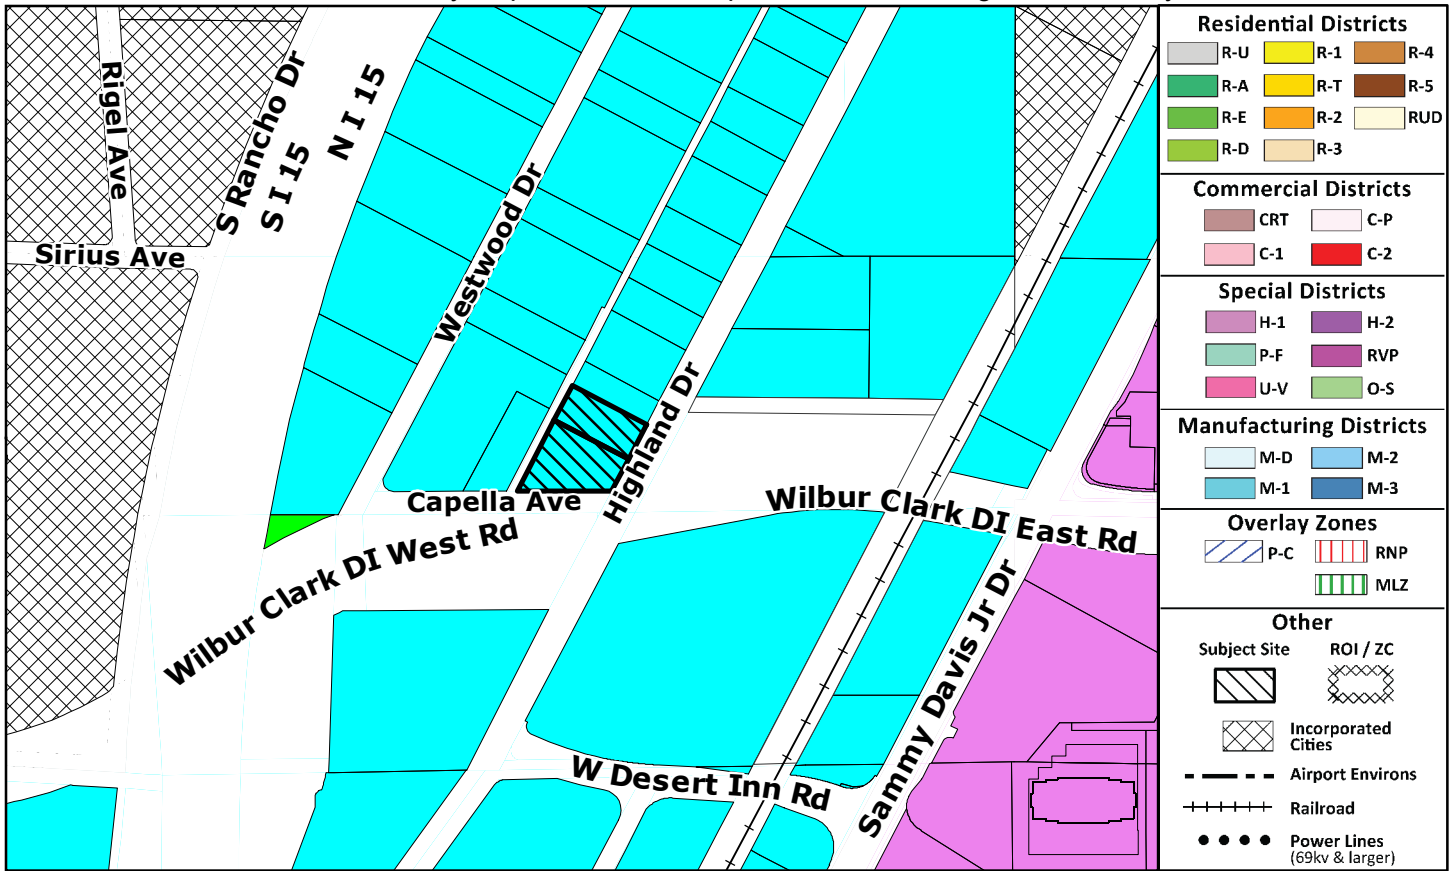 Rigel Ave
S Rancho Dr
N I 15
S I 15
Sirius Ave
Westwood Dr
Highland Dr
Capella Ave
Wilbur Clark DI West Rd
Wilbur Clark DI East Rd
Sammy Davis Jr Dr
W Desert Inn Rd
Residential Districts
R-U R-1 R-4
R-A R-T R-5
R-E R-2 RUD
R-D R-3
Commercial Districts
CRT C-P
C-1 C-2
Special Districts
H-1 H-2
P-F RVP
U-V O-S
Manufacturing Districts
M-D M-2
M-1 M-3
Overlay Zones
P-C RNP
MLZ
Other
Subject Site ROI / ZC
Incorporated
Cities
Airport Environs
Railroad
Power Lines
(69kv & larger)